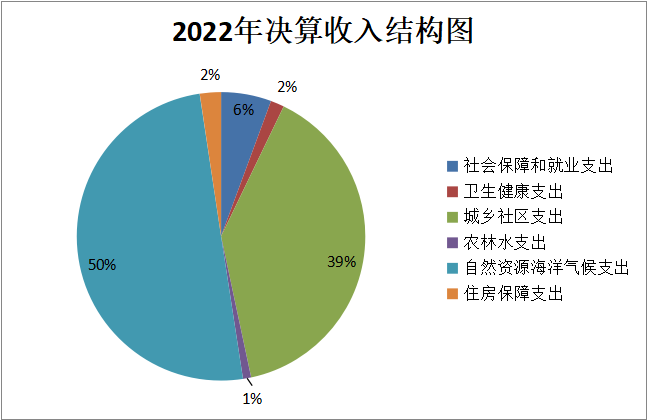 2022年决算收入结构图
2%
6%
2%
39%
50%
1%
社会保障和就业支出
卫生健康支出
城乡社区支出
农林水支出
自然资源海洋气候支出
住房保障支出